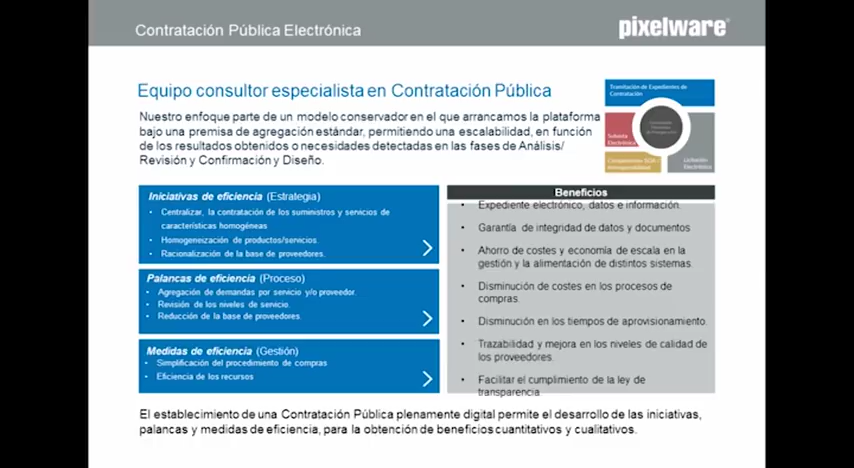 Contratación Pública Electrónica
pixelware
Equipo consultor especialista en Contratación Pública
Nuestro enfoque parte de un modelo conservador en el que arrancamos la plataforma
bajo una premisa de agregación estándar, permitiendo una escalabilidad, en función
de los resultados obtenidos o necesidades detectadas en las fases de Análisis/
Revisión y Confirmación y Diseño.
Tramitación de Expedientes de
Contratación
Subasta
Electrónica
Licitación
Electrónica
Iniciativas de eficiencia (Estrategia)
• Centralizar, la contratación de los suministros y servicios de
características homogéneas
• Homogeneización de productos/servicios.
• Racionalización de la base de proveedores.
Palancas de eficiencia (Proceso)
• Agregación de demandas por servicio y/o proveedor.
• Revisión de los niveles de servicio.
• Reducción de la base de proveedores.
Medidas de eficiencia (Gestión)
• Simplificación del procedimiento de compras
• Eficiencia de los recursos
Beneficios
• Expediente electrónico, datos e información.
• Garantía de integridad de datos y documentos
• Ahorro de costes y economía de escala en la
gestión y la alimentación de distintos sistemas.
• Disminución de costes en los procesos de
compras.
• Disminución en los tiempos de aprovisionamiento.
• Trazabilidad y mejora en los niveles de calidad de
los proveedores.
• Facilitar el cumplimiento de la ley de
transparencia
El establecimiento de una Contratación Pública plenamente digital permite el desarrollo de las iniciativas,
palancas y medidas de eficiencia, para la obtención de beneficios cuantitativos y cualitativos.